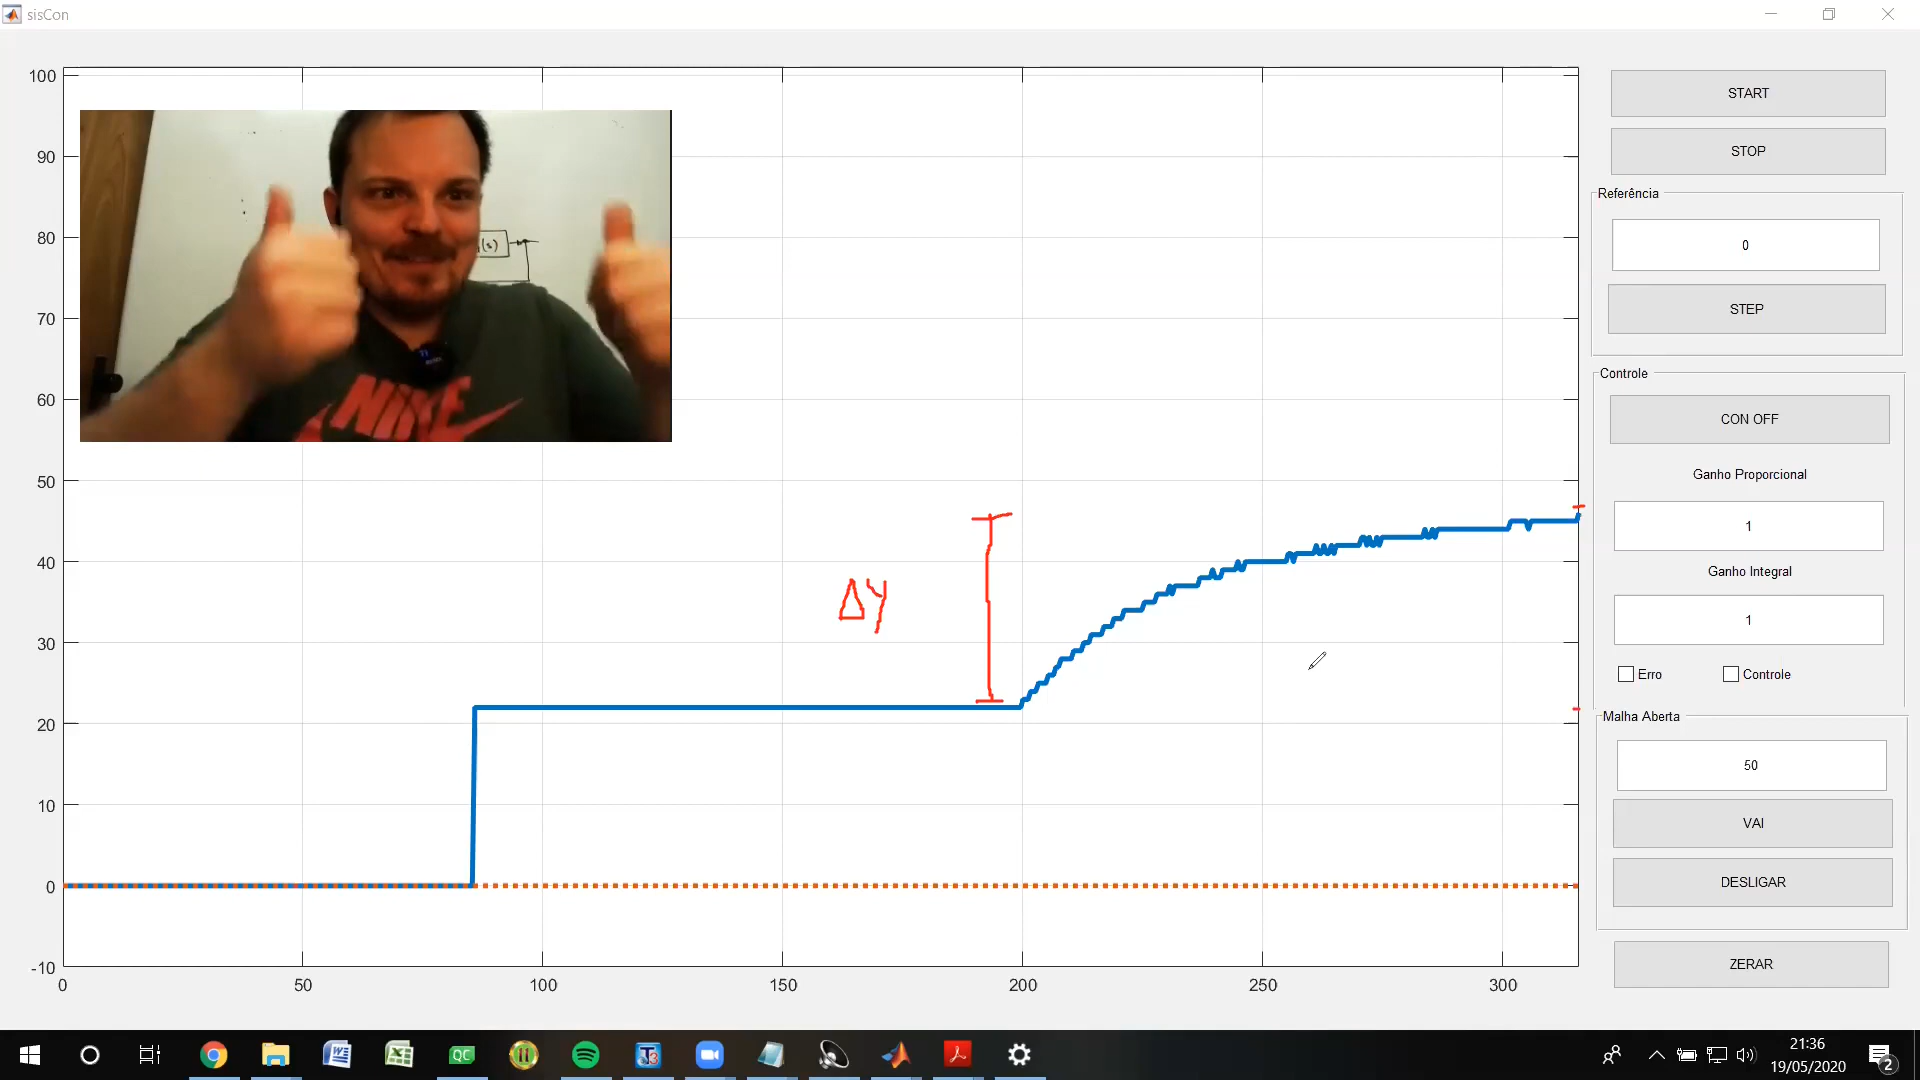 sisCon
100
90
80
70
60
50
40
30
20
10
0
-10
0
50
100
150
200
250
300
(s)
NIKE
ΔY
START
STOP
Referência
0
STEP
Controle
CON OFF
Ganho Proporcional
1
Ganho Integral
1
Erro
Controle
Malha Aberta
50
VAI
DESLIGAR
ZERAR
QC
21:36
19/05/2020
2